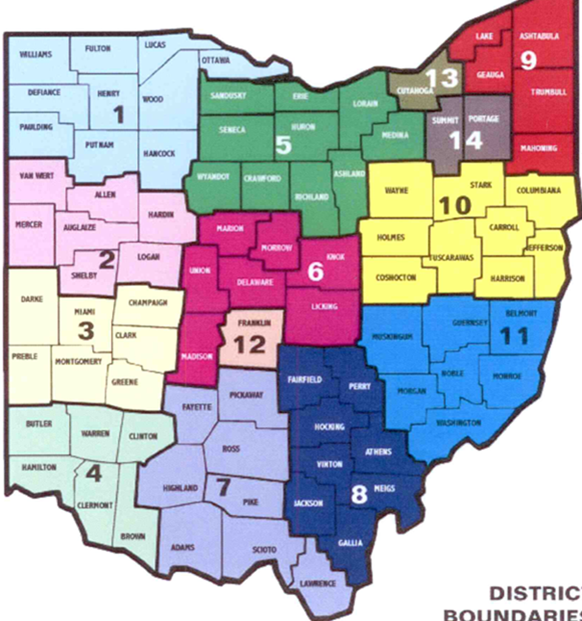 LAKE
ASHTABULA
9
GEAUGA
TRUMBULL
MAHONING
WILLIAMS
FULTON
LUCAS
OTTAWA
DEFIANCE
HENRY
1
WOOD
PAULDING
PUTNAM
HANCOCK
SANDUSKY
ERIE
LORAIN
SENECA
HURON
5
MEDINA
WYANDOT
CRAWFORD
RICHLAND
ASHLAND
CUYAHOGA
13
SUMMIT
PORTAGE
14
VAN WERT
ALLEN
HARDIN
MERCER
AUGLAIZE
2
LOGAN
SHELBY
MARION
MORROW
KNOX
6
UNION
DELAWARE
LICKING
MADISON
WAYNE
STARK
COLUMBIANA
10
HOLMES
CARROLL
JEFFERSON
TUSCARAWAS
COSHOCTON
HARRISON
DARKE
MIAMI
CHAMPAIGN
3
CLARK
PREBLE
MONTGOMERY
GREENE
FRANKLIN
12
MUSKINGUM
GUERNSEY
BELMONT
11
NOBLE
MONROE
MORGAN
WASHINGTON
BUTLER
WARREN
CLINTON
HAMILTON
4
CLERMONT
BROWN
FAYETTE
PICKAWAY
ROSS
HIGHLAND
7
PIKE
ADAMS
SCIOTO
LAWRENCE
FAIRFIELD
PERRY
HOCKING
ATHENS
VINTON
8
MEIGS
JACKSON
GALLIA
DISTRIC
BOUNDARIES